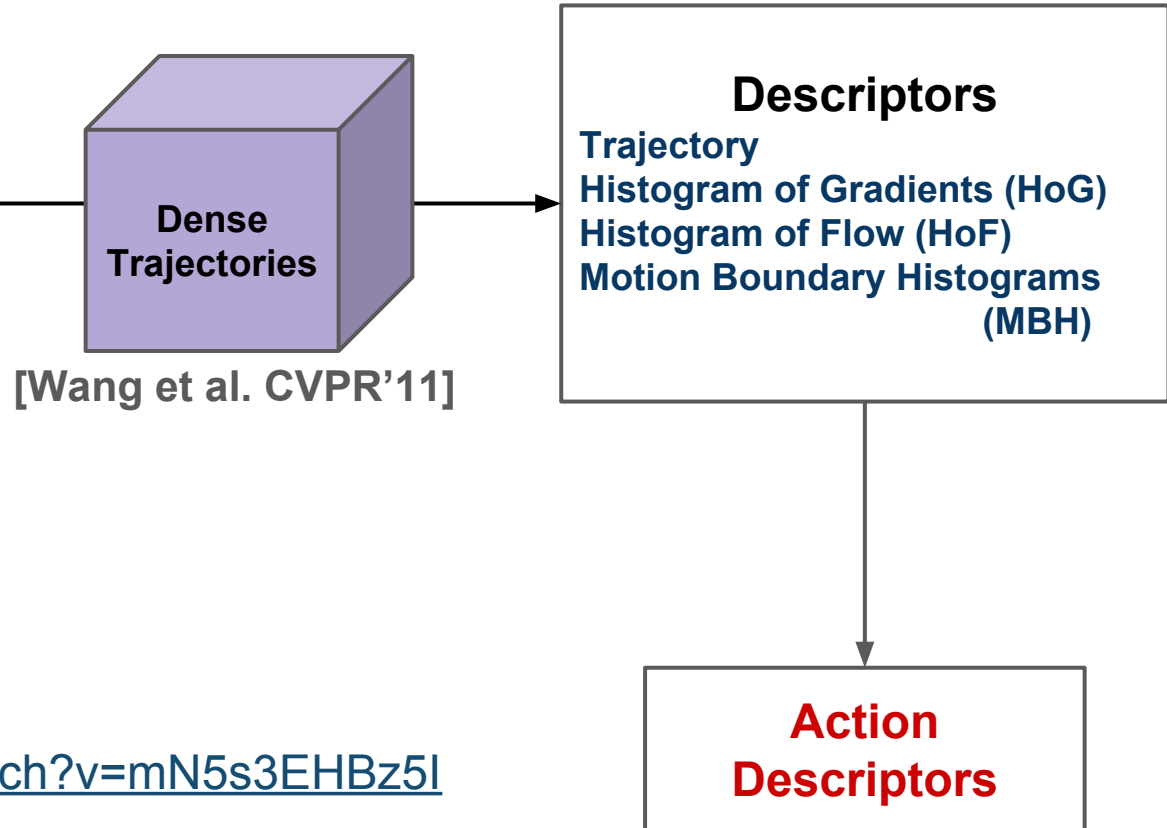 Dense
Trajectories
[Wang et al. CVPR’11]
Descriptors
Trajectory
Histogram of Gradients (HoG)
Histogram of Flow (HoF)
Motion Boundary Histograms
(MBH)
ch?v=mN5s3EHBz5I
Action
Descriptors